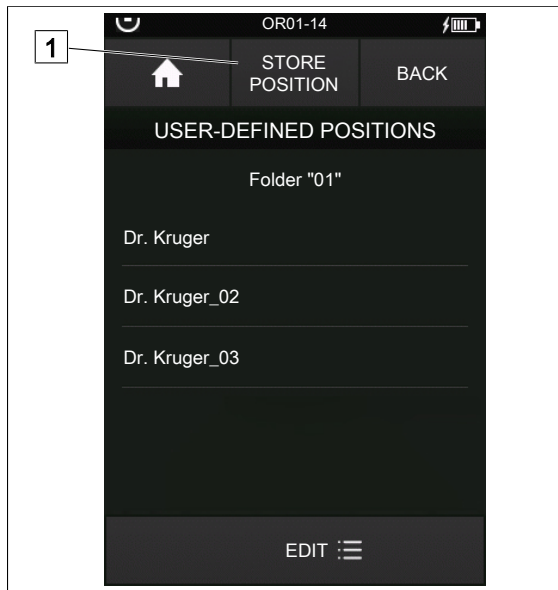 OR01-14
1
STORE
POSITION
BACK
USER-DEFINED POSITIONS
Folder "01"
Dr. Kruger
Dr. Kruger_02
Dr. Kruger_03
EDIT